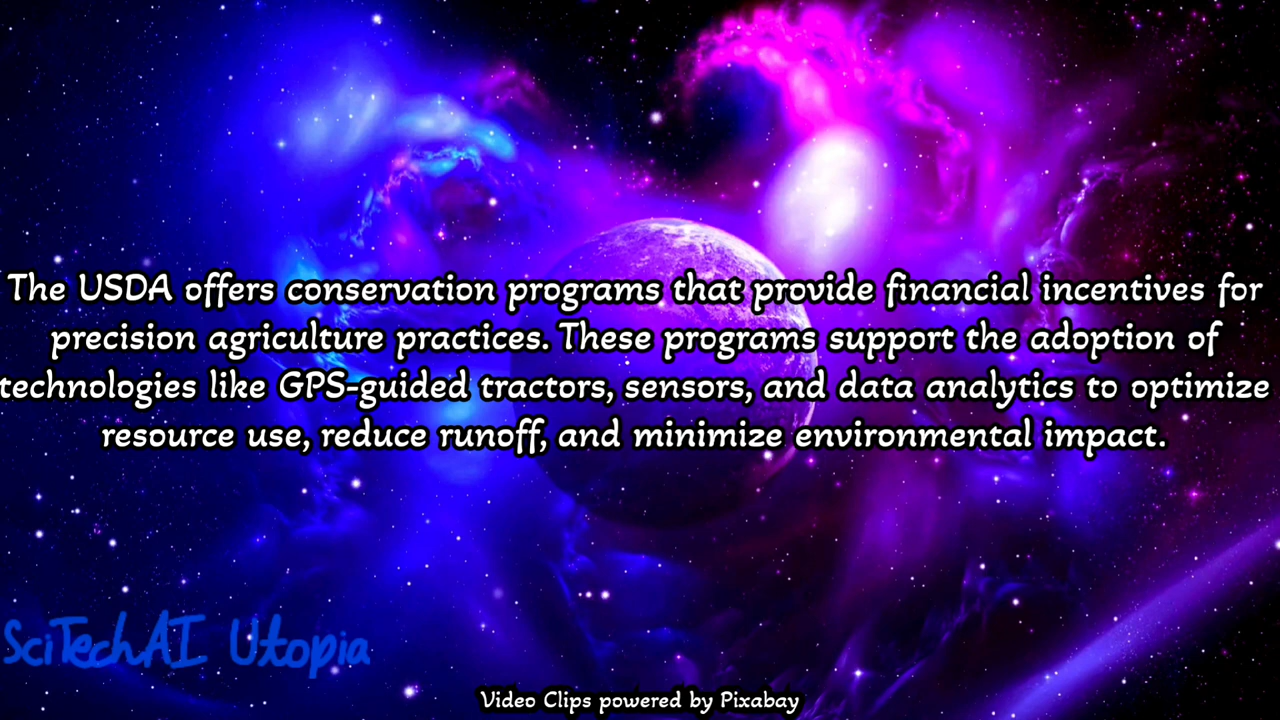 The USDA offers conservation programs that provide financial incentives for
precision agriculture practices. These programs support the adoption of
technologies like GPS-guided tractors, sensors, and data analytics to optimize
resource use, reduce runoff, and minimize environmental impact.
SciTechAI Utopia
Video Clips powered by Pixabay